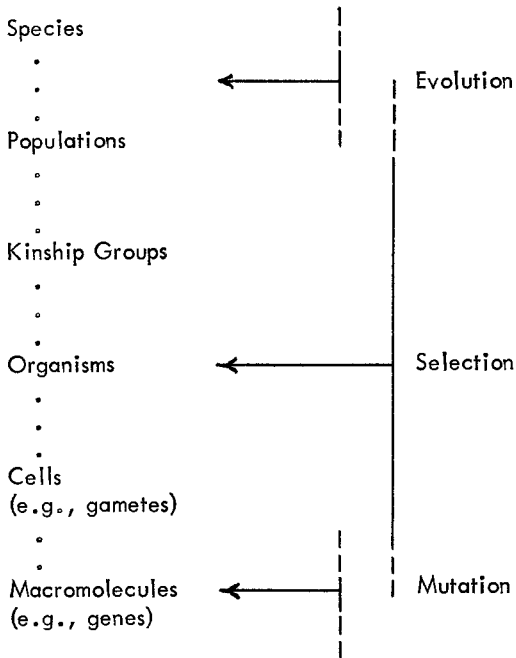 Species
Evolution
Populations
Kinship Groups
Organisms
Selection
Cells
(e.g., gametes)
Macromolecules
(e.g., genes)
Mutation